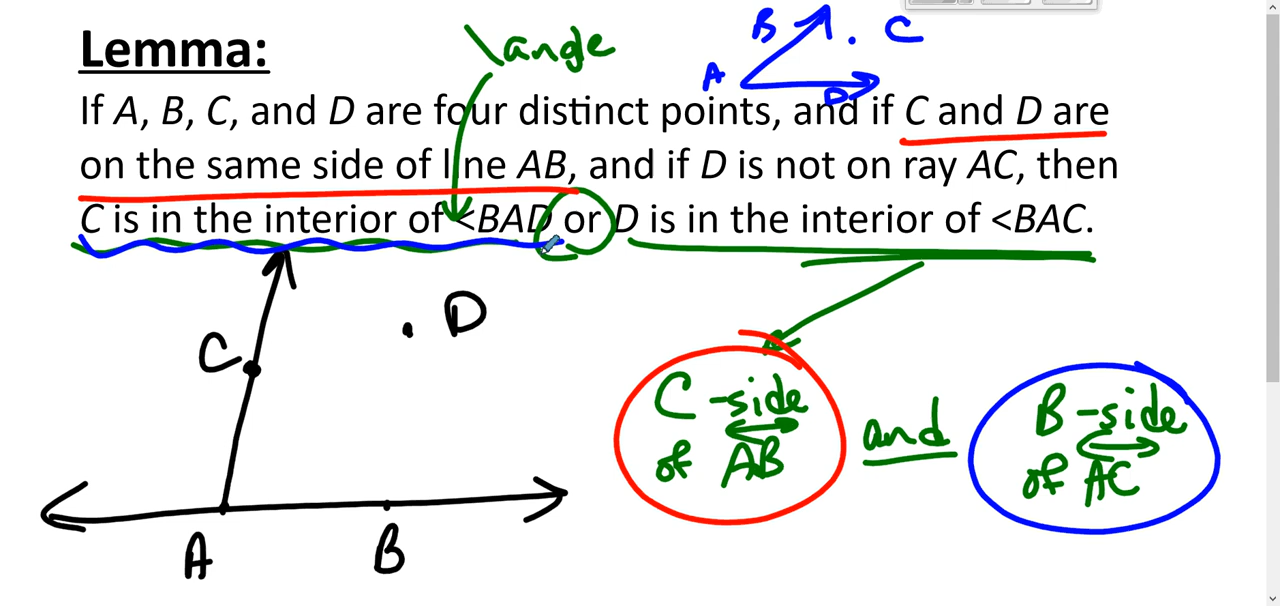 Lemma:
\langle
B
C
A
D
If A, B, C, and D are four distinct points, and if C and D are
on the same side of line AB, and if D is not on ray AC, then
C is in the interior of <BAD or D is in the interior of <BAC.
C
D
A
B
C-side
of AB
and
B-side
of AC